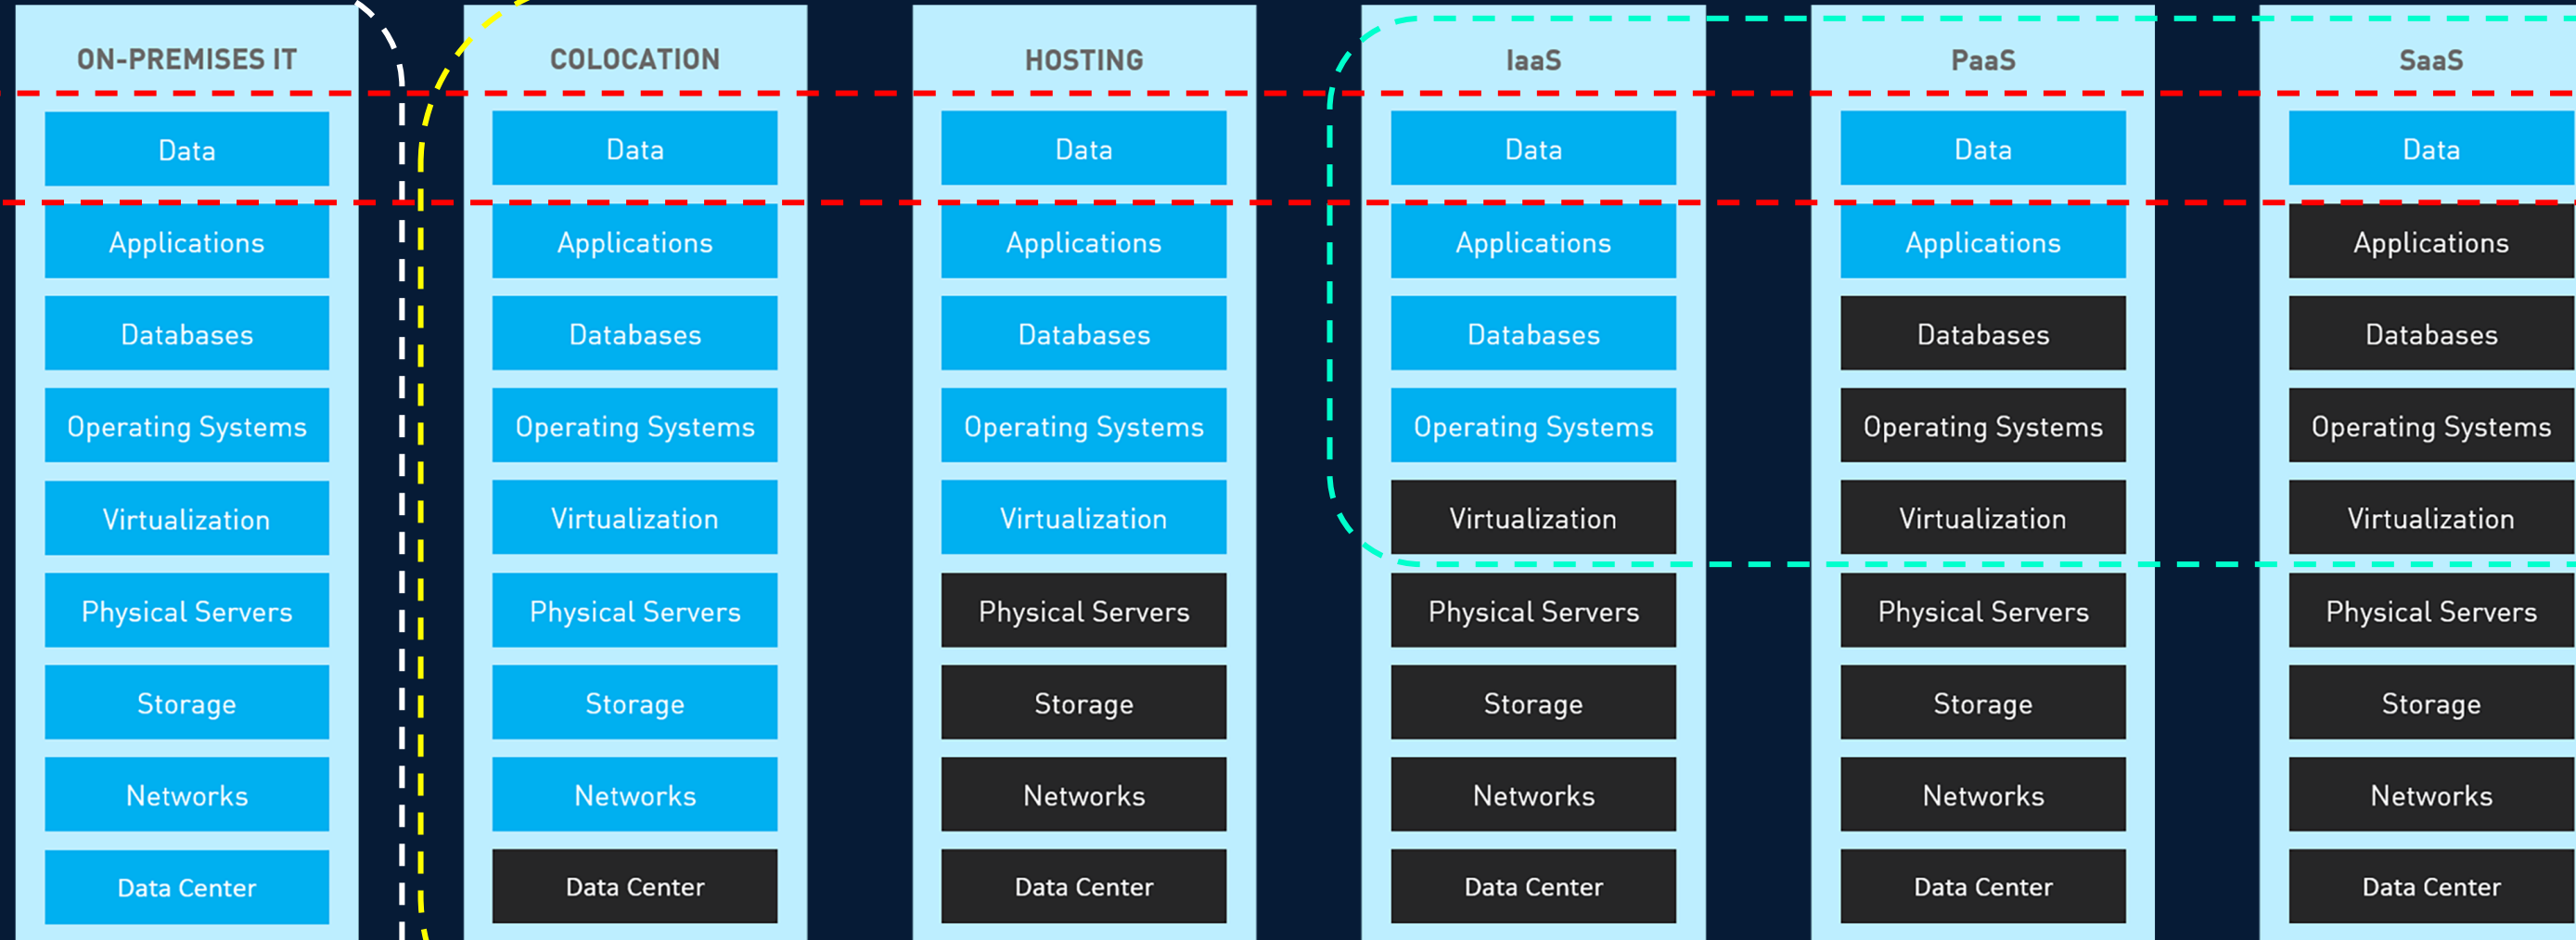 ON-PREMISES IT
Data
Applications
Databases
Operating Systems
Virtualization
Physical Servers
Storage
Networks
Data Center
COLOCATION
Data
Applications
Databases
Operating Systems
Virtualization
Physical Servers
Storage
Networks
Data Center
HOSTING
Data
Applications
Databases
Operating Systems
Virtualization
Physical Servers
Storage
Networks
Data Center
IaaS
Data
Applications
Databases
Operating Systems
Virtualization
Physical Servers
Storage
Networks
Data Center
PaaS
Data
Applications
Databases
Operating Systems
Virtualization
Physical Servers
Storage
Networks
Data Center
SaaS
Data
Applications
Databases
Operating Systems
Virtualization
Physical Servers
Storage
Networks
Data Center